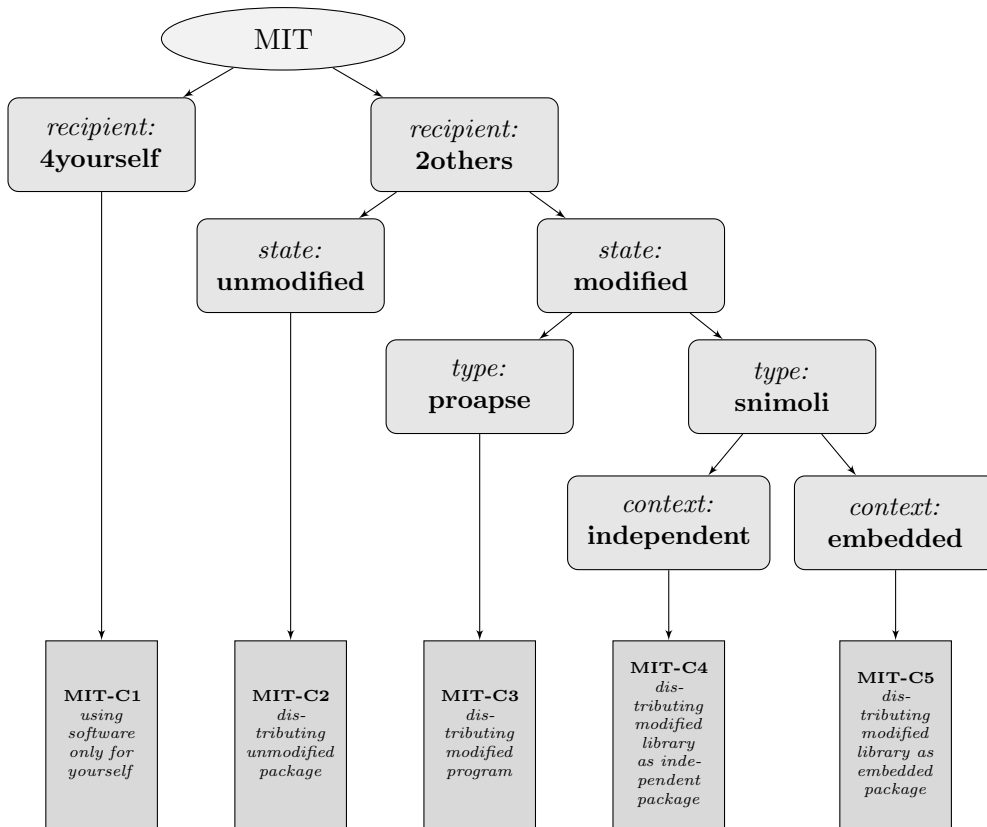 MIT
recipient:
4yourself
recipient:
2others
state:
unmodified
state:
modified
type:
proapse
type:
snimoli
context:
independent
context:
embedded
MIT-C1
using
software
only for
yourself
MIT-C2
dis-
tributing
unmodified
package
MIT-C3
dis-
tributing
modified
program
MIT-C4
dis-
tributing
modified
library
as inde-
pendent
package
MIT-C5
dis-
tributing
modified
library as
embedded
package